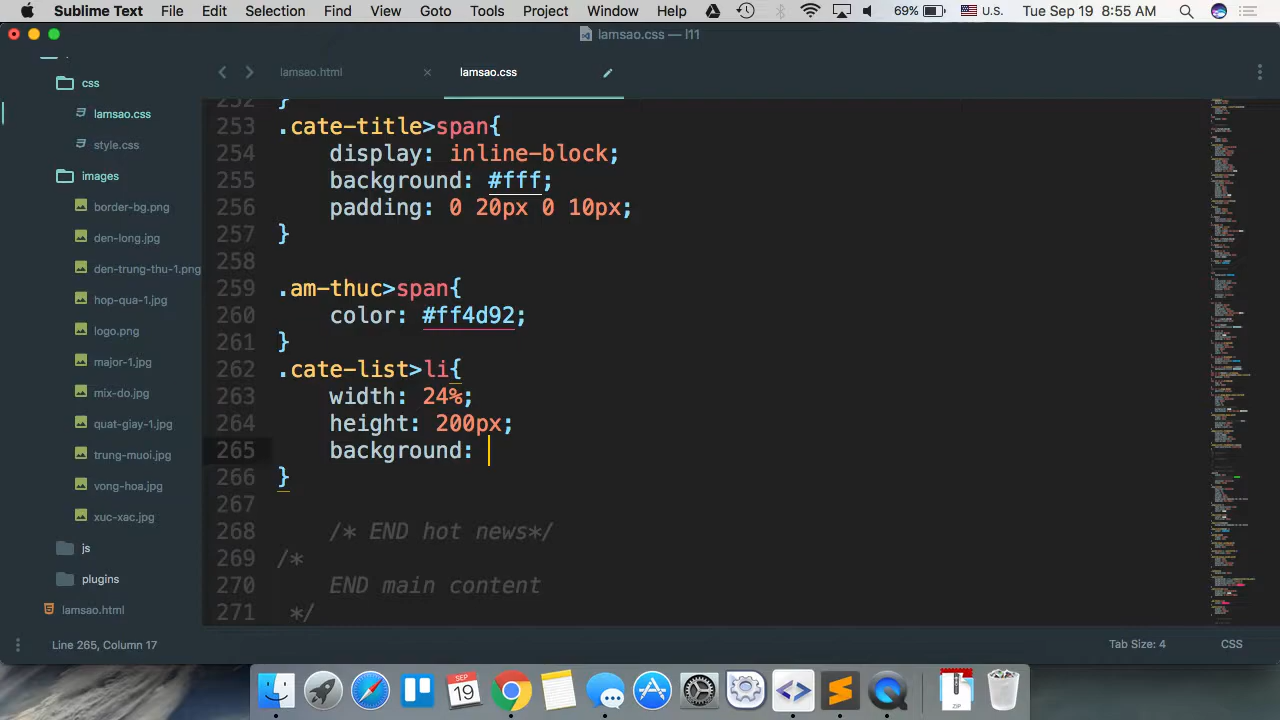 Sublime Text File Edit Selection Find View Goto Tools Project Window Help 69% U.S. Tue Sep 19 8:55 AM
lamsao.css — l11
lamsao.html
lamsao.css
css
lamsao.css
style.css
images
border-bg.png
den-long.jpg
den-trung-thu-1.png
hop-qua-1.jpg
logo.png
major-1.jpg
mix-do.jpg
quat-giay-1.jpg
trung-muoi.jpg
vong-hoa.jpg
xuc-xac.jpg
js
plugins
lamsao.html
252 }
253 .cate-title>span{
254 display: inline-block;
255 background: #fff;
256 padding: 0 20px 0 10px;
257 }
258
259 .am-thuc>span{
260 color: #ff4d92;
261 }
262 .cate-list>li{
263 width: 24%;
264 height: 200px;
265 background:
266 }
267
268 /* END hot news*/
269 /*
270 END main content
271 */
Line 265, Column 17
Tab Size: 4
CSS
SEP
19
ZIP